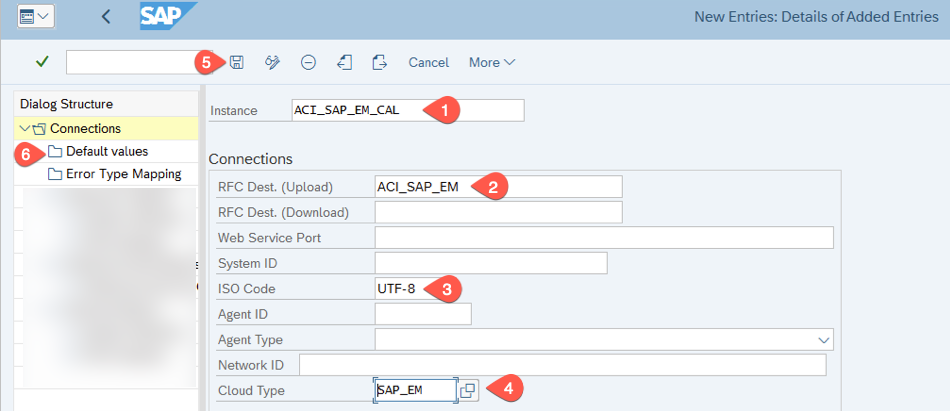 SAP
New Entries: Details of Added Entries
5
Cancel
More
Dialog Structure
Connections
6
Default values
Error Type Mapping
Instance
ACI_SAP_EM_CAL
1
Connections
RFC Dest. (Upload)
ACI_SAP_EM
2
RFC Dest. (Download)
Web Service Port
System ID
ISO Code
UTF-8
3
Agent ID
Agent Type
Network ID
Cloud Type
SAP_EM
4